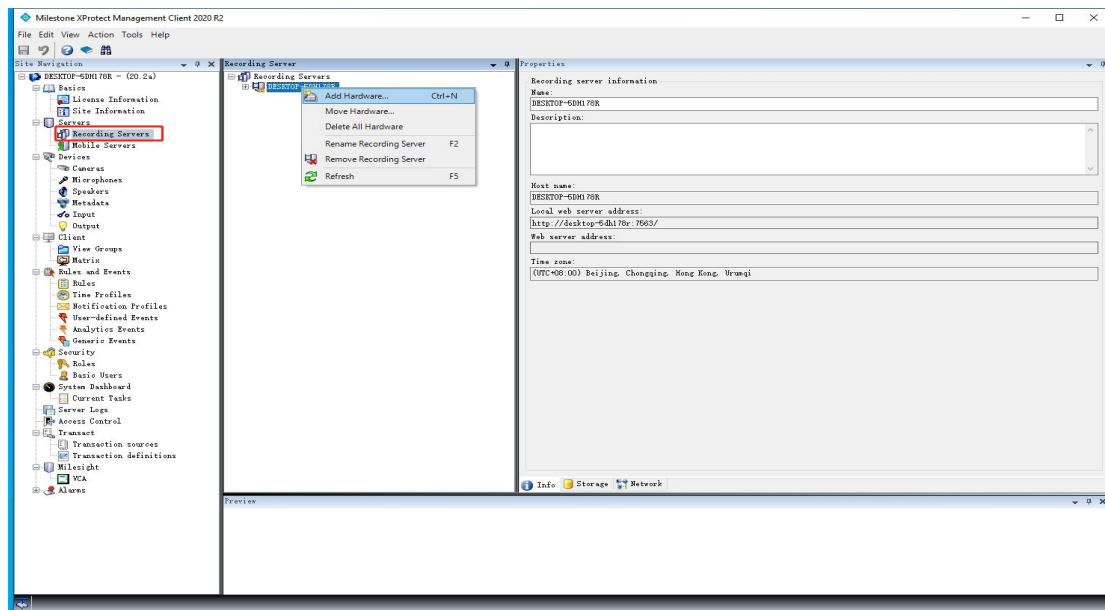 Milestone XProtect Management Client 2020 R2
File Edit View Action Tools Help
Site Navigation
DESKTOP-5DH178R - (20.2a)
Basics
License Information
Site Information
Servers
Recording Servers
Mobile Servers
Devices
Cameras
Microphones
Speakers
Metadata
Input
Output
Client
View Groups
Matrix
Rules and Events
Rules
Time Profiles
Notification Profiles
User-defined Events
Analytics Events
Generic Events
Security
Roles
Basic Users
System Dashboard
Current Tasks
Server Logs
Access Control
Transact
Transaction sources
Transaction definitions
Milesight
VCA
Alarms
Recording Server
Recording Servers
DESKTOP-5DH178R
Add Hardware... Ctrl+N
Move Hardware...
Delete All Hardware
Rename Recording Server F2
Remove Recording Server
Refresh F5
Properties
Recording server information
Name:
DESKTOP-5DH178R
Description:
Host name:
DESKTOP-5DH178R
Local web server address:
http://desktop-5dh178r:7563/
Web server address:
Time zone:
(UTC+08:00) Beijing, Chongqing, Hong Kong, Urumqi
Info Storage Network
Preview